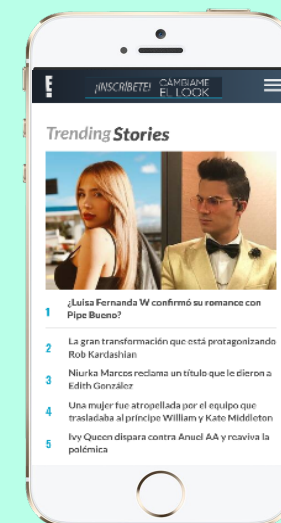 E!
¡INSCRÍBETE! CÁMBIAME
EL LOOK
Trending Stories
1 ¿Luisa Fernanda W confirmó su romance con
Pipe Bueno?
2 La gran transformación que está protagonizando
Rob Kardashian
3 Niurka Marcos reclama un título que le dieron a
Edith González
4 Una mujer fue atropellada por el equipo que
trasladaba al príncipe William y Kate Middleton
5 Ivy Queen dispara contra Anuel AA y reaviva la
polémica